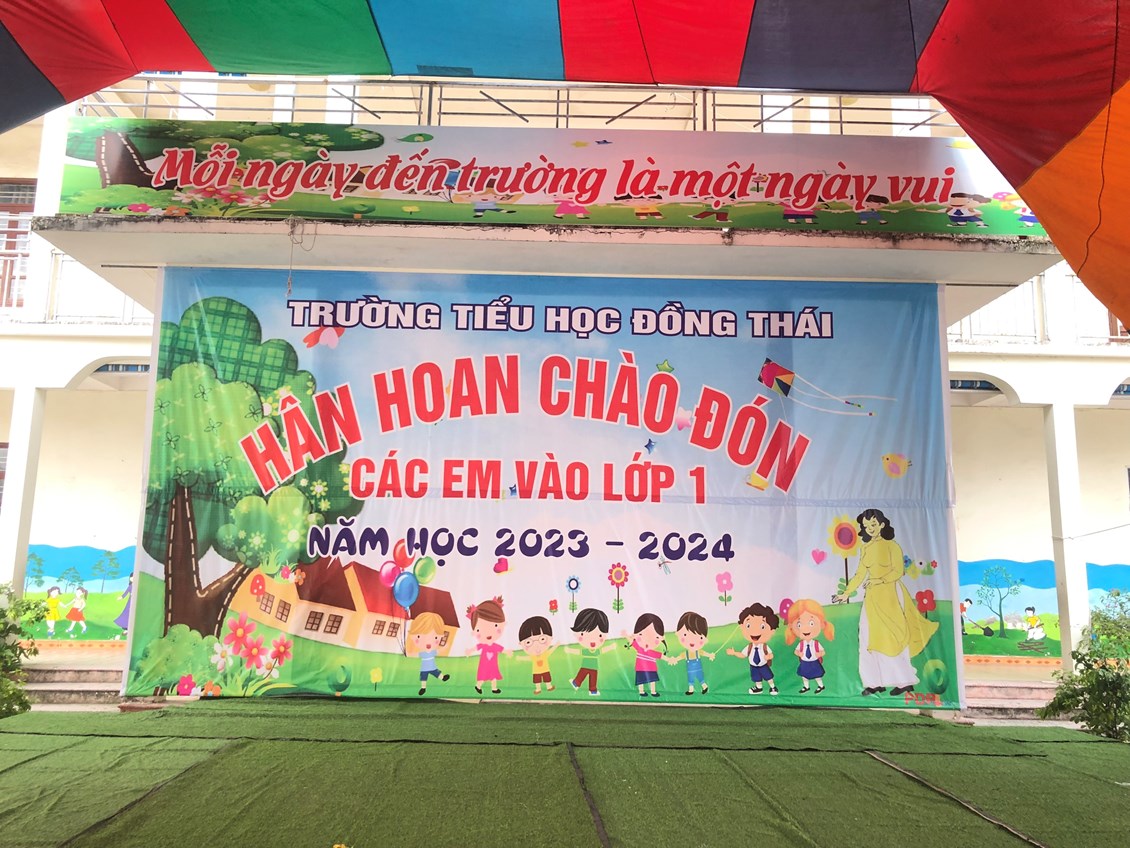 Mỗi ngày đến trường là một ngày vui
TRƯỜNG TIỂU HỌC ĐỒNG THÁI
HÂN HOAN CHÀO ĐÓN
CÁC EM VÀO LỚP 1
NĂM HỌC 2023 - 2024